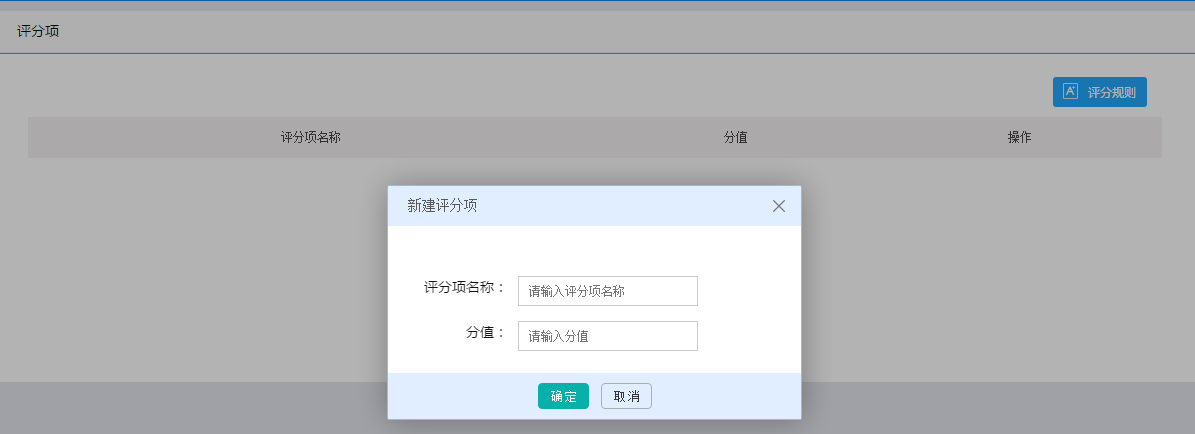 评分项
评分规则
评分项名称 分值 操作
新建评分项
评分项名称： 请输入评分项名称
分值： 请输入分值
确定 取消